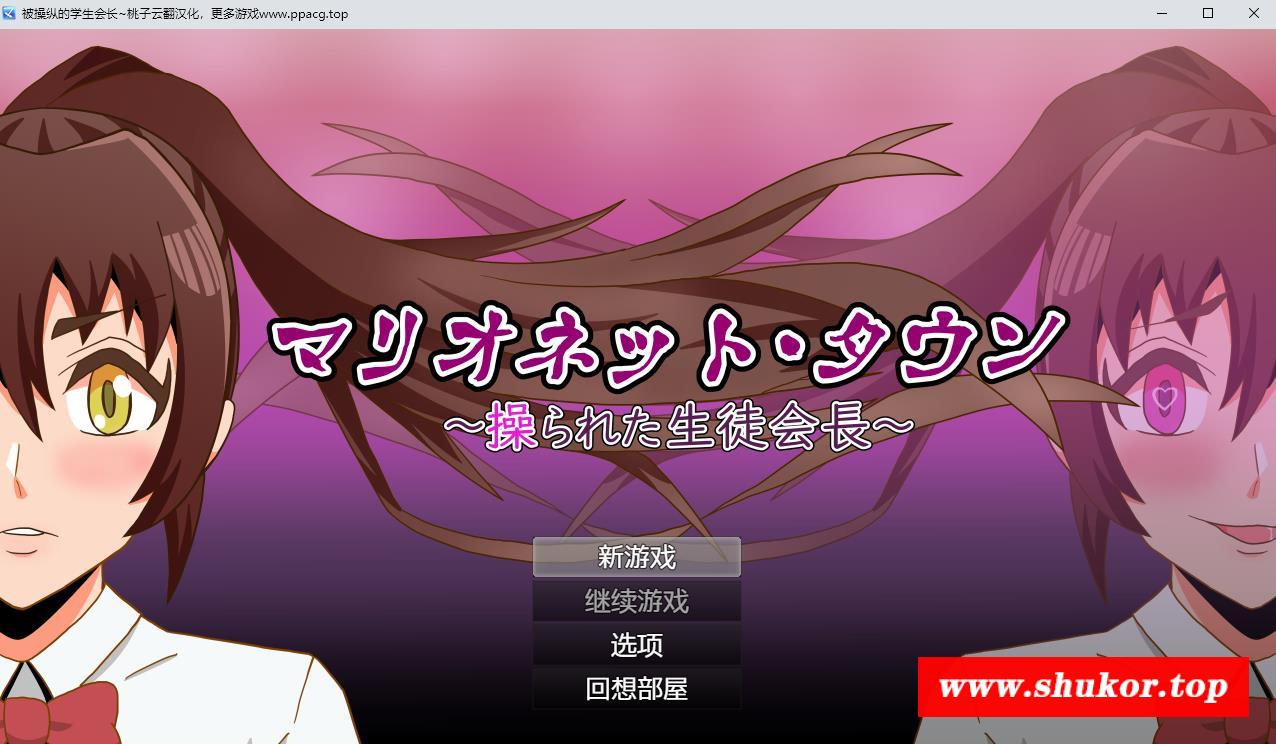 被操纵的学生会长~桃子云翻汉化，更多游戏www.ppacg.top
マリオネット・タウン
～操られた生徒会長～
新游戏
继续游戏
选项
回想部屋
www.shukor.top